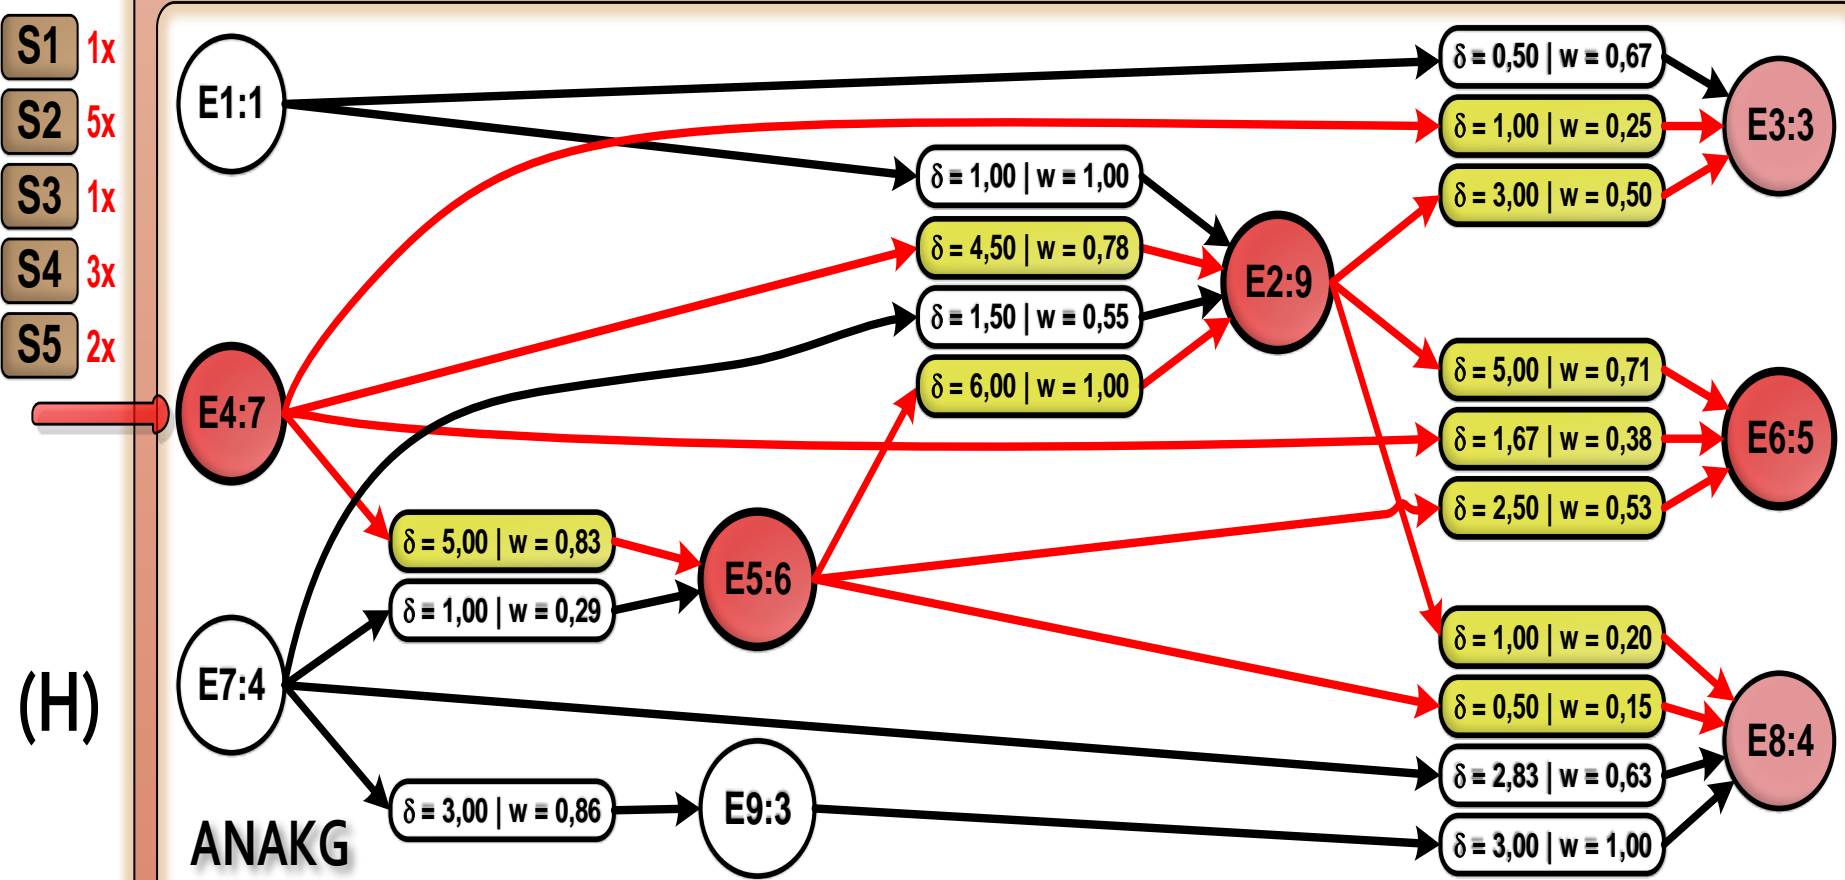 S1 1x
S2 5x
S3 1x
S4 3x
S5 2x
(H)
ANAKG
E1:1
E4:7
E7:4
δ = 5,00 | w = 0,83
δ = 1,00 | w = 0,29
δ = 3,00 | w = 0,86
E5:6
E9:3
δ = 1,00 | w = 1,00
δ = 4,50 | w = 0,78
δ = 1,50 | w = 0,55
δ = 6,00 | w = 1,00
E2:9
δ = 0,50 | w = 0,67
δ = 1,00 | w = 0,25
δ = 3,00 | w = 0,50
δ = 5,00 | w = 0,71
δ = 1,67 | w = 0,38
δ = 2,50 | w = 0,53
δ = 1,00 | w = 0,20
δ = 0,50 | w = 0,15
δ = 2,83 | w = 0,63
δ = 3,00 | w = 1,00
E3:3
E6:5
E8:4